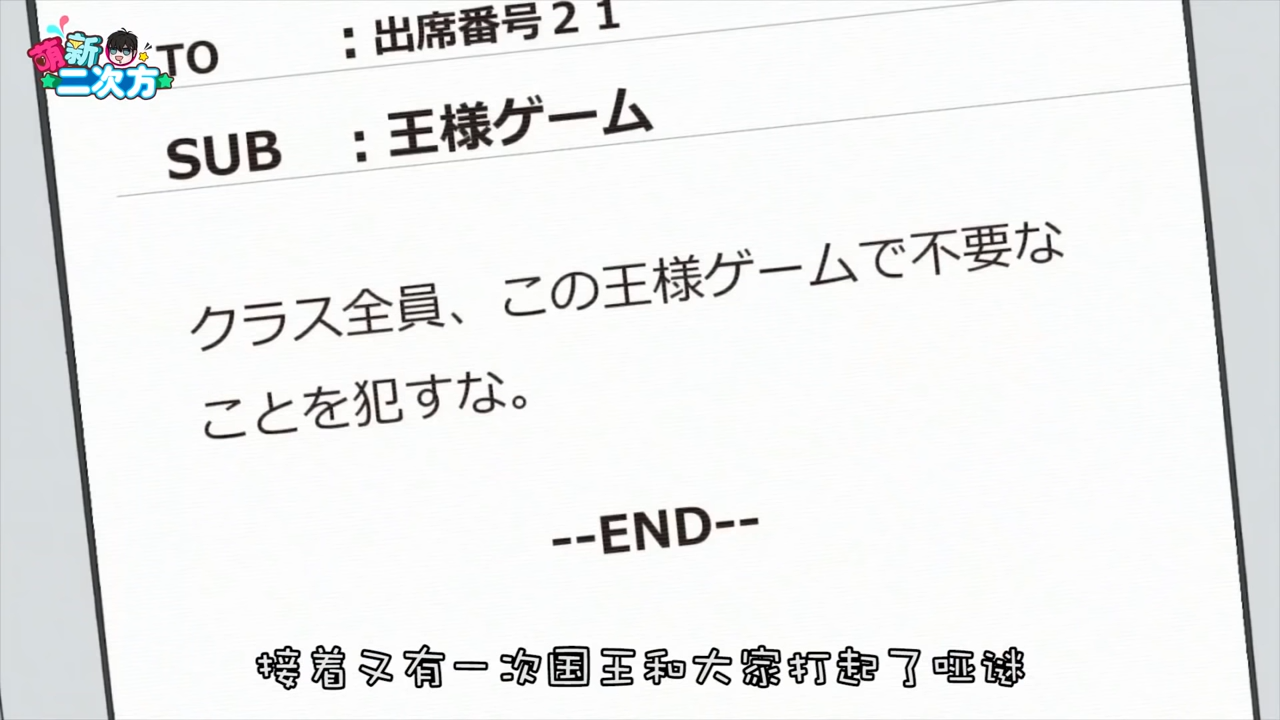 萌新
二次方
TO ：出席番号２１
SUB ：王様ゲーム
クラス全員、この王様ゲームで不要な
ことを犯すな。
--END--
接着又有一次国王和大家打起了哑谜